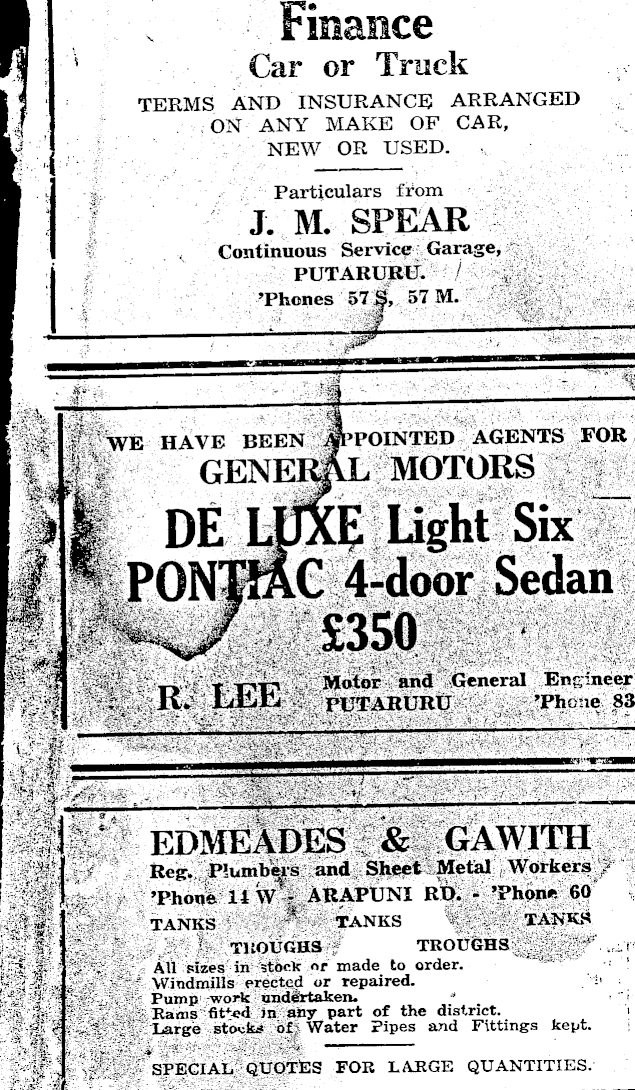 Finance
Car or Truck
TERMS AND INSURANCE ARRANGED
ON ANY MAKE OF CAR,
NEW OR USED.
Particulars from
J. M. SPEAR
Continuous Service Garage,
PUTARURU.
'Phones 57 S, 57 M.
WE HAVE BEEN APPOINTED AGENTS FOR
GENERAL MOTORS
DE LUXE Light Six
PONTIAC 4-door Sedan
£350
R. LEE Motor and General Engineer
PUTARURU 'Phone 83
EDMEADES & GAWITH
Reg. Plumbers and Sheet Metal Workers
'Phone 11 W - ARAPUNI RD. - 'Phone 60
TANKS TANKS TANKS
TROUGHS TROUGHS
All sizes in stock or made to order.
Windmills erected or repaired.
Pump work undertaken.
Rams fitted in any part of the district.
Large stocks of Water Pipes and Fittings kept.
SPECIAL QUOTES FOR LARGE QUANTITIES.